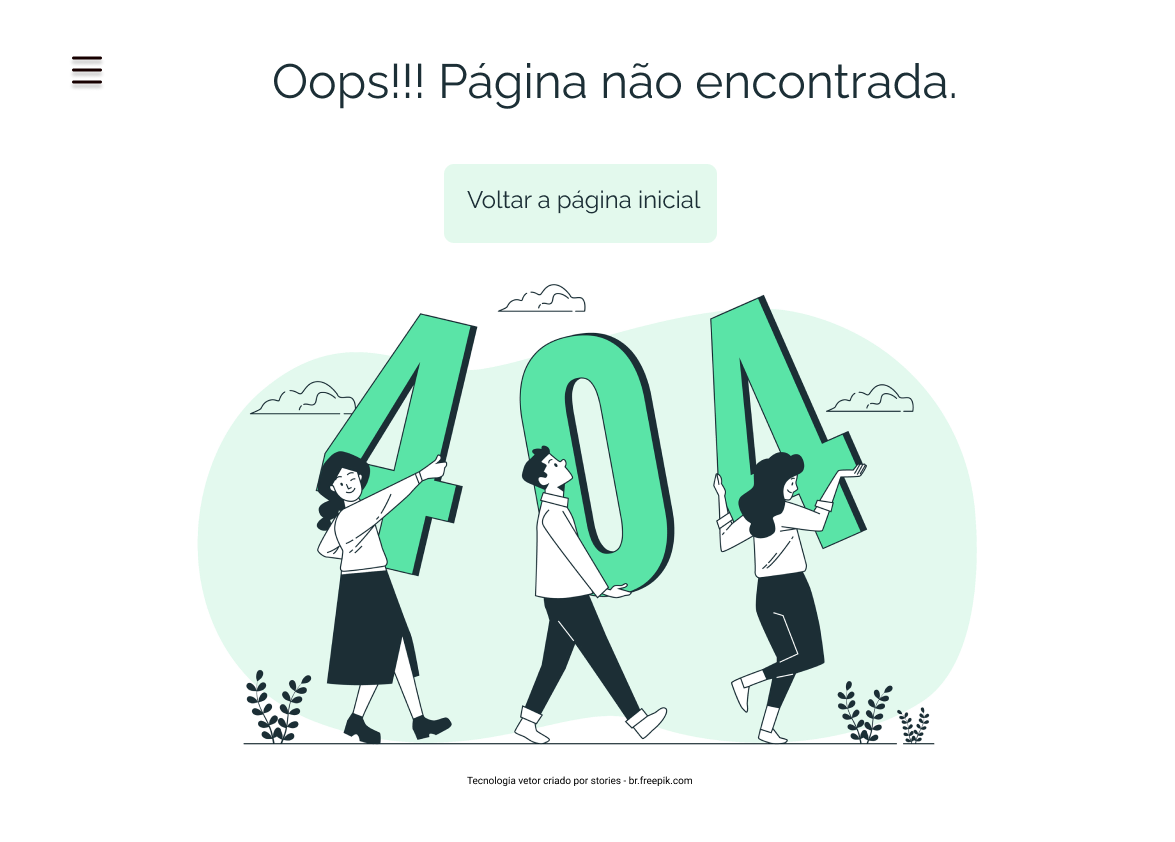 Oops!!! Página não encontrada.
Voltar a página inicial
404
Tecnologia vetor criado por stories - br.freepik.com